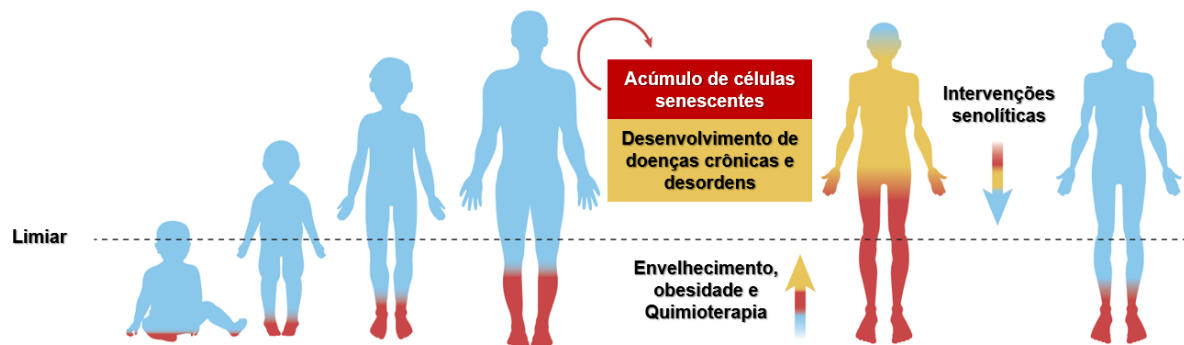 Acúmulo de células
senescentes
Desenvolvimento de
doenças crônicas e
desordens
Intervenções
senolíticas
Limiar
Envelhecimento,
obesidade e
Quimioterapia